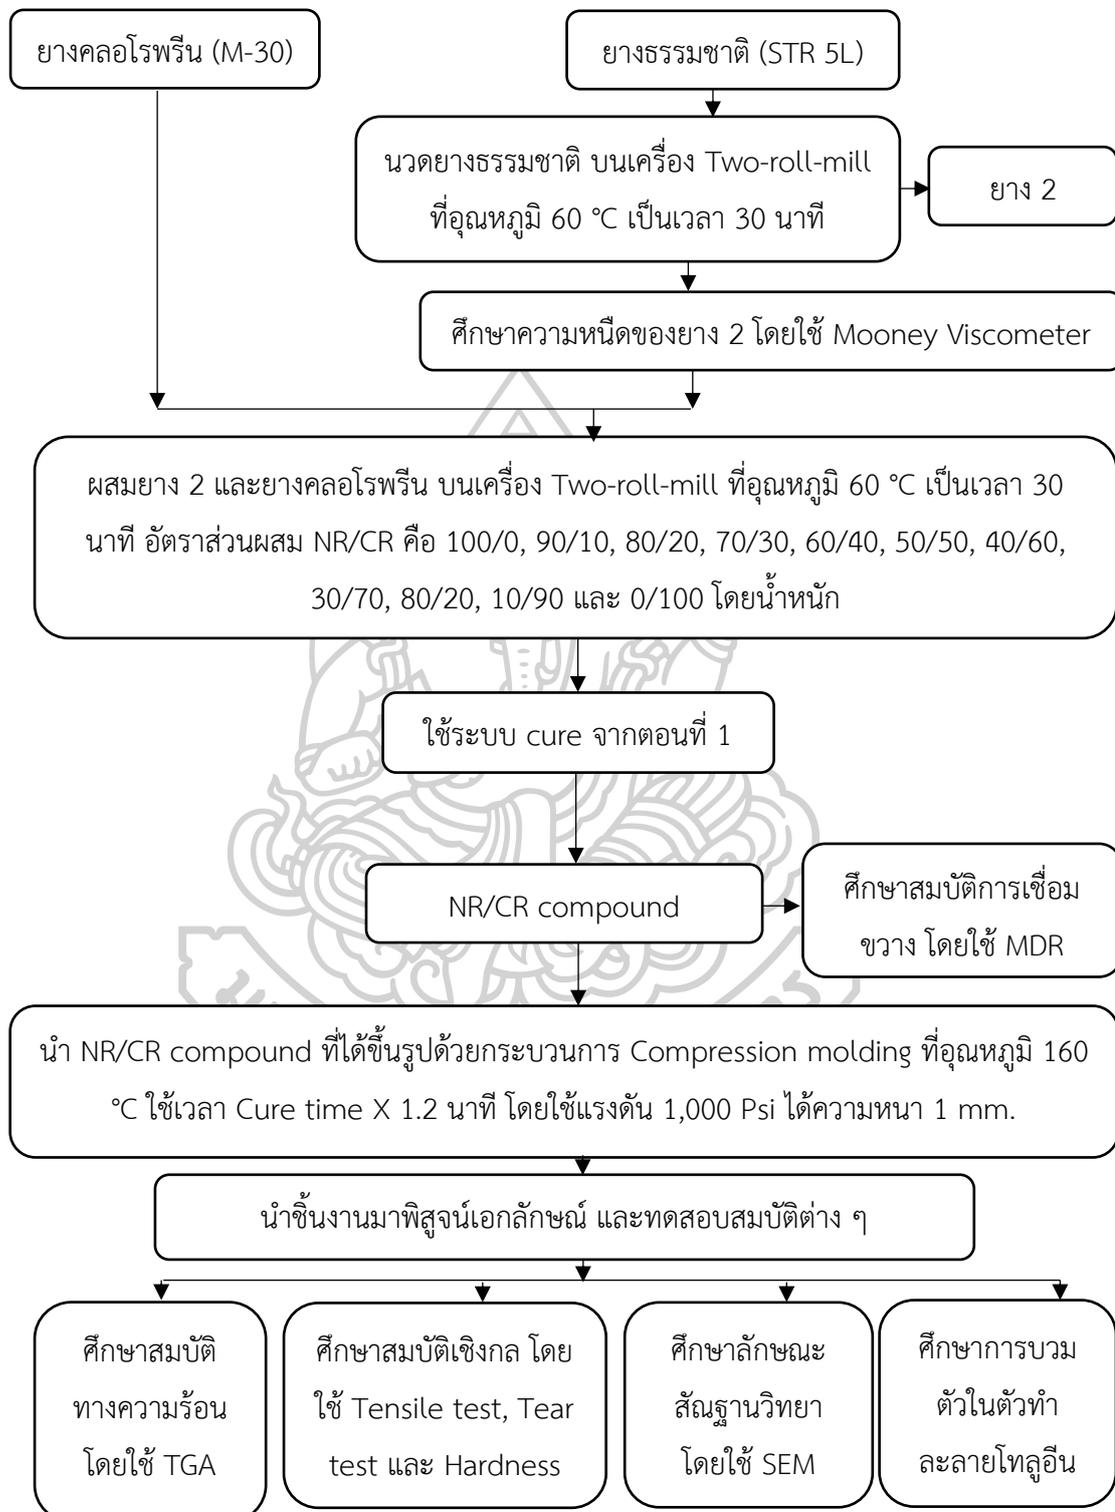 ยางคลอโรพรีน (M-30)
ยางธรรมชาติ (STR 5L)
นวดยางธรรมชาติ บนเครื่อง Two-roll-mill
ที่อุณหภูมิ 60 °C เป็นเวลา 30 นาที
ยาง 2
ศึกษาความหนืดของยาง 2 โดยใช้ Mooney Viscometer
ผสมยาง 2 และยางคลอโรพรีน บนเครื่อง Two-roll-mill ที่อุณหภูมิ 60 °C เป็นเวลา 30
นาที อัตราส่วนผสม NR/CR คือ 100/0, 90/10, 80/20, 70/30, 60/40, 50/50, 40/60,
30/70, 80/20, 10/90 และ 0/100 โดยน้ำหนัก
ใช้ระบบ cure จากตอนที่ 1
NR/CR compound
ศึกษาสมบัติการเชื่อม
ขวาง โดยใช้ MDR
นำ NR/CR compound ที่ได้ขึ้นรูปด้วยกระบวนการ Compression molding ที่อุณหภูมิ 160
°C ใช้เวลา Cure time X 1.2 นาที โดยใช้แรงดัน 1,000 Psi ได้ความหนา 1 mm.
นำชิ้นงานมาพิสูจน์เอกลักษณ์ และทดสอบสมบัติต่าง ๆ
ศึกษาสมบัติ
ทางความร้อน
โดยใช้ TGA
ศึกษาสมบัติเชิงกล โดย
ใช้ Tensile test, Tear
test และ Hardness
ศึกษาลักษณะ
สัณฐานวิทยา
โดยใช้ SEM
ศึกษาการบวม
ตัวในตัวทำ
ละลายโทลูอีน